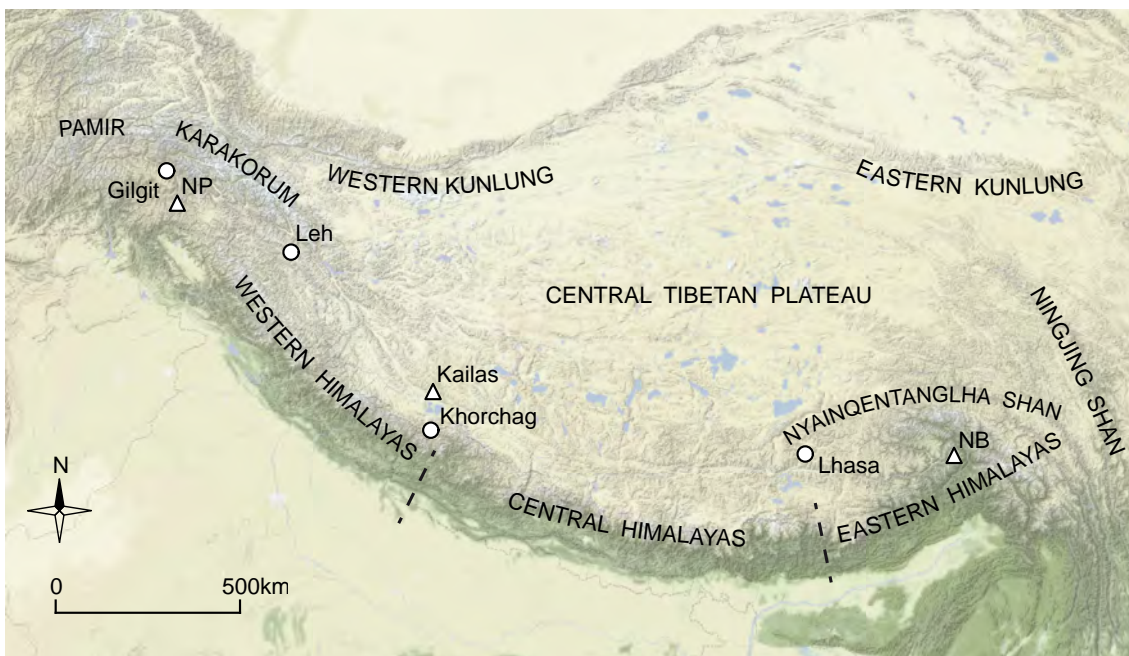 PAMIR
KARAKORUM
WESTERN KUNLUNG
EASTERN KUNLUNG
Gilgit
NP
Leh
CENTRAL TIBETAN PLATEAU
NINGJING SHAN
WESTERN HIMALAYAS
Kailas
Khorchag
NYAINQENTANGLHA SHAN
NB
Lhasa
N
CENTRAL HIMALAYAS
EASTERN HIMALAYAS
0 500km